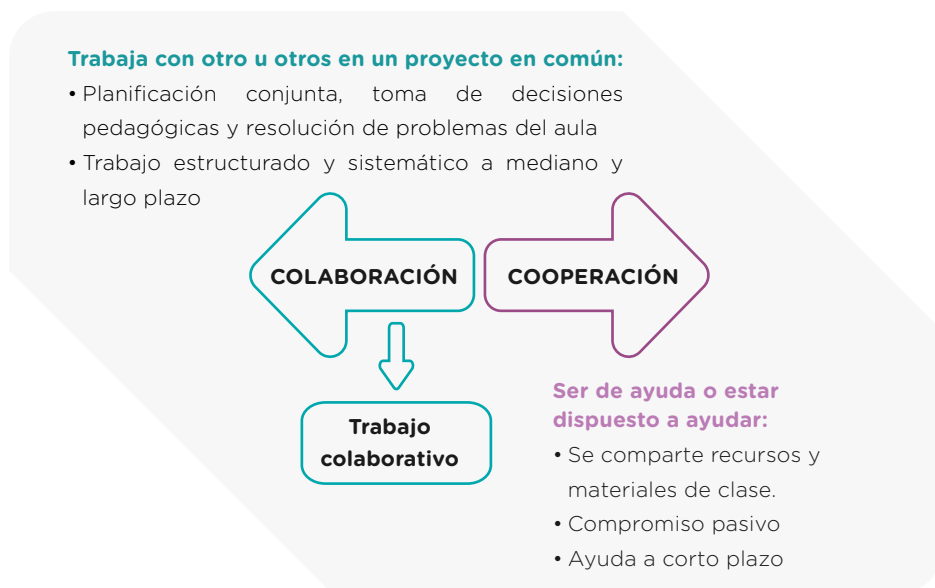 Trabaja con otro u otros en un proyecto en común:
• Planificación conjunta, toma de decisiones
pedagógicas y resolución de problemas del aula
• Trabajo estructurado y sistemático a mediano y
largo plazo
COLABORACIÓN
COOPERACIÓN
Trabajo
colaborativo
Ser de ayuda o estar
dispuesto a ayudar:
• Se comparte recursos y
materiales de clase.
• Compromiso pasivo
• Ayuda a corto plazo